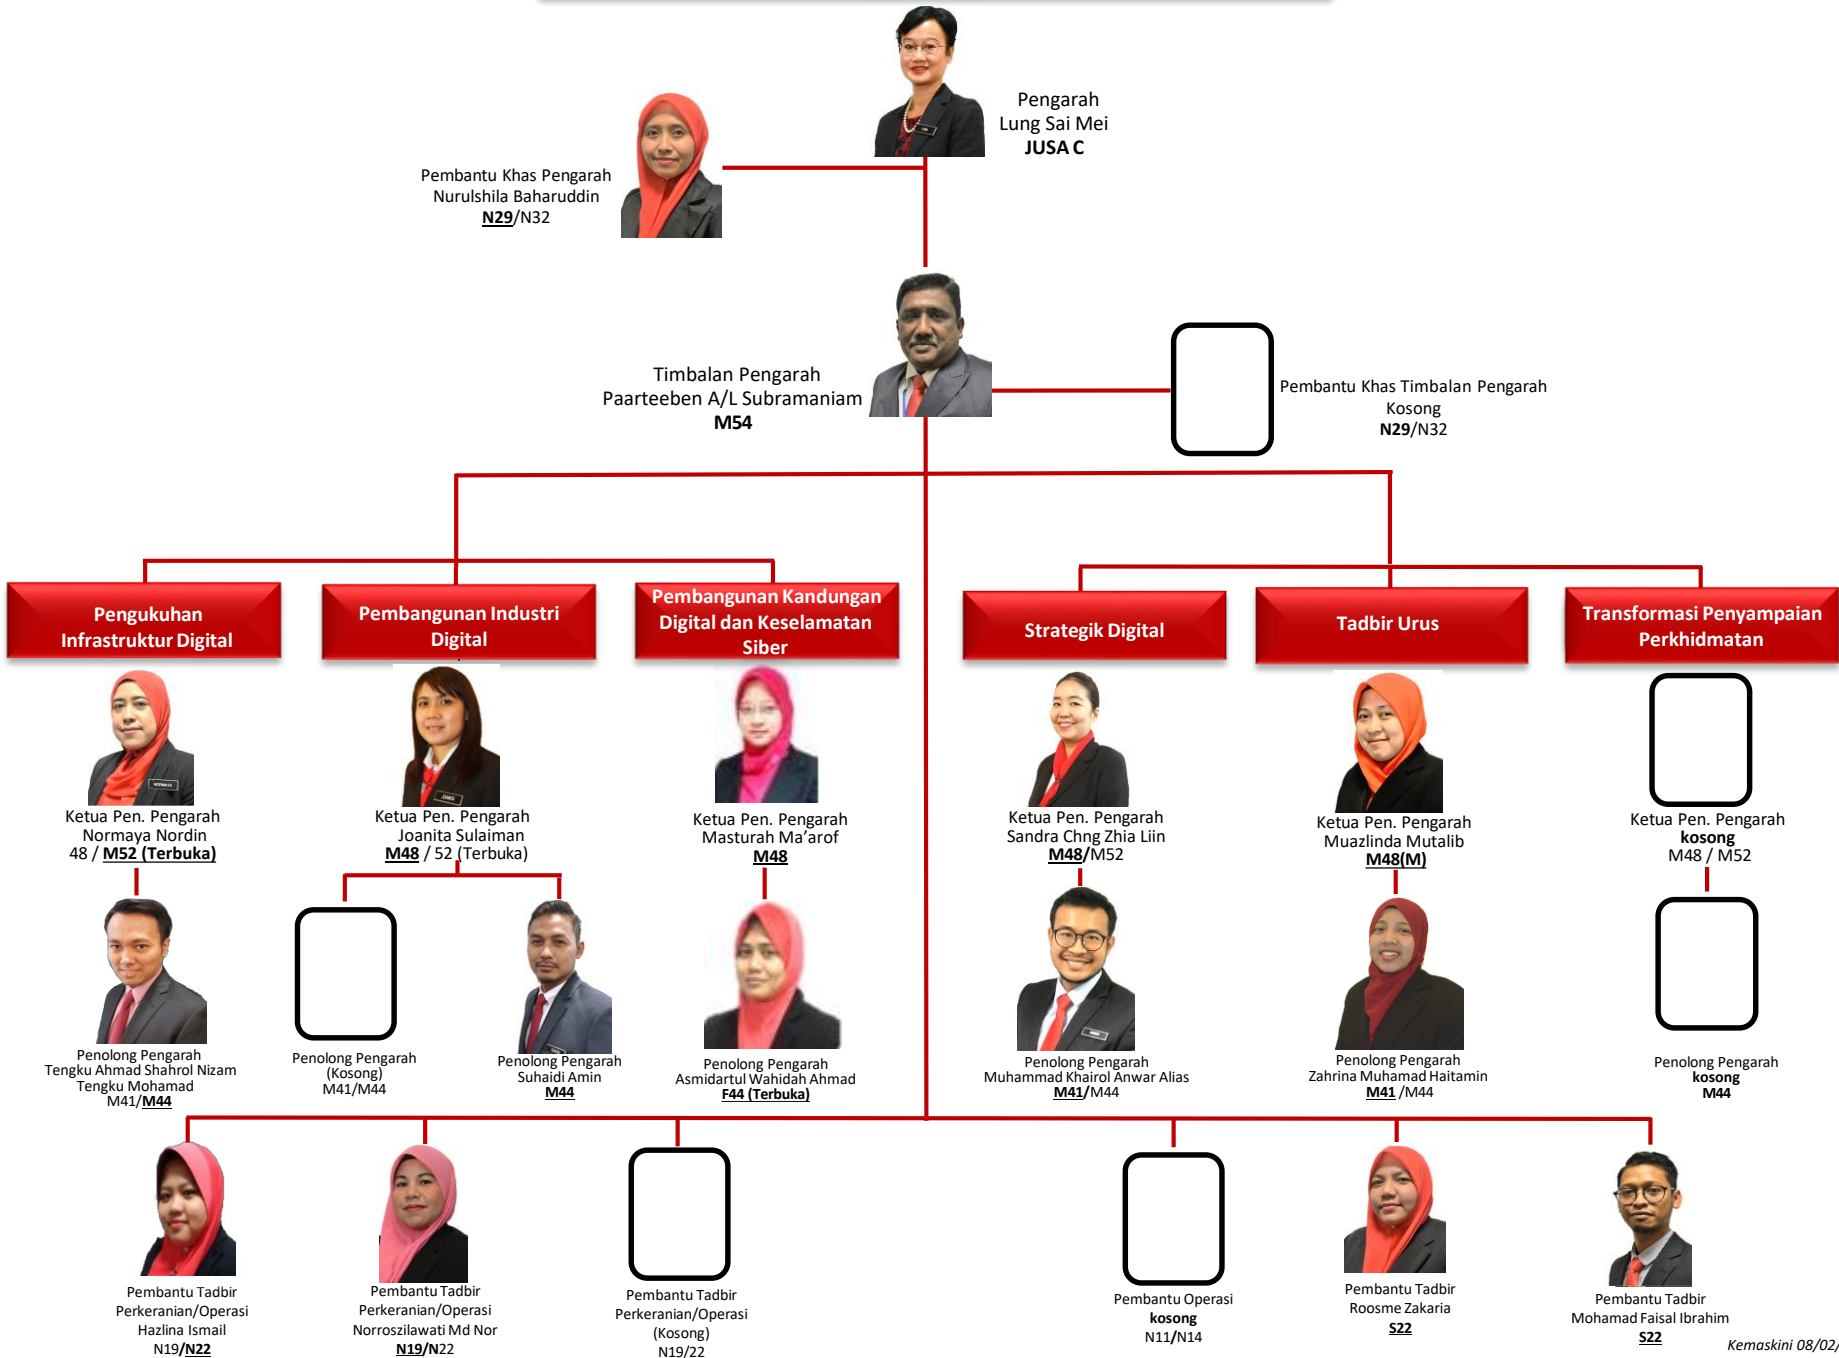 Pengarah
Lung Sai Mei
JUSA C
Pembantu Khas Pengarah
Nurulshila Baharuddin
N29/N32
Timbalan Pengarah
Paarteeben A/L Subramaniam
M54
Pembantu Khas Timbalan Pengarah
Kosong
N29/N32
Pengukuhan
Infrastruktur Digital
Pembangunan Industri
Digital
Pembangunan Kandungan
Digital dan Keselamatan
Siber
Strategik Digital
Tadbir Urus
Transformasi Penyampaian
Perkhidmatan
Ketua Pen. Pengarah
Normaya Nordin
48 / M52 (Terbuka)
Ketua Pen. Pengarah
Joanita Sulaiman
M48 / 52 (Terbuka)
Ketua Pen. Pengarah
Masturah Ma'arof
M48
Ketua Pen. Pengarah
Sandra Chng Zhia Liin
M48/M52
Ketua Pen. Pengarah
Muazlinda Mutalib
M48(M)
Ketua Pen. Pengarah
kosong
M48 / M52
Penolong Pengarah
Tengku Ahmad Shahrol Nizam
Tengku Mohamad
M41/M44
Penolong Pengarah
(Kosong)
M41/M44
Penolong Pengarah
Suhaidi Amin
M44
Penolong Pengarah
Asmidartul Wahidah Ahmad
F44 (Terbuka)
Penolong Pengarah
Muhammad Khairol Anwar Alias
M41/M44
Penolong Pengarah
Zahrina Muhamad Haitamin
M41 /M44
Penolong Pengarah
kosong
M44
Pembantu Tadbir
Perkeranian/Operasi
Hazlina Ismail
N19/N22
Pembantu Tadbir
Perkeranian/Operasi
Norroszilawati Md Nor
N19/N22
Pembantu Tadbir
Perkeranian/Operasi
(Kosong)
N19/22
Pembantu Operasi
kosong
N11/N14
Pembantu Tadbir
Roosme Zakaria
S22
Pembantu Tadbir
Mohamad Faisal Ibrahim
S22
Kemaskini 08/02/